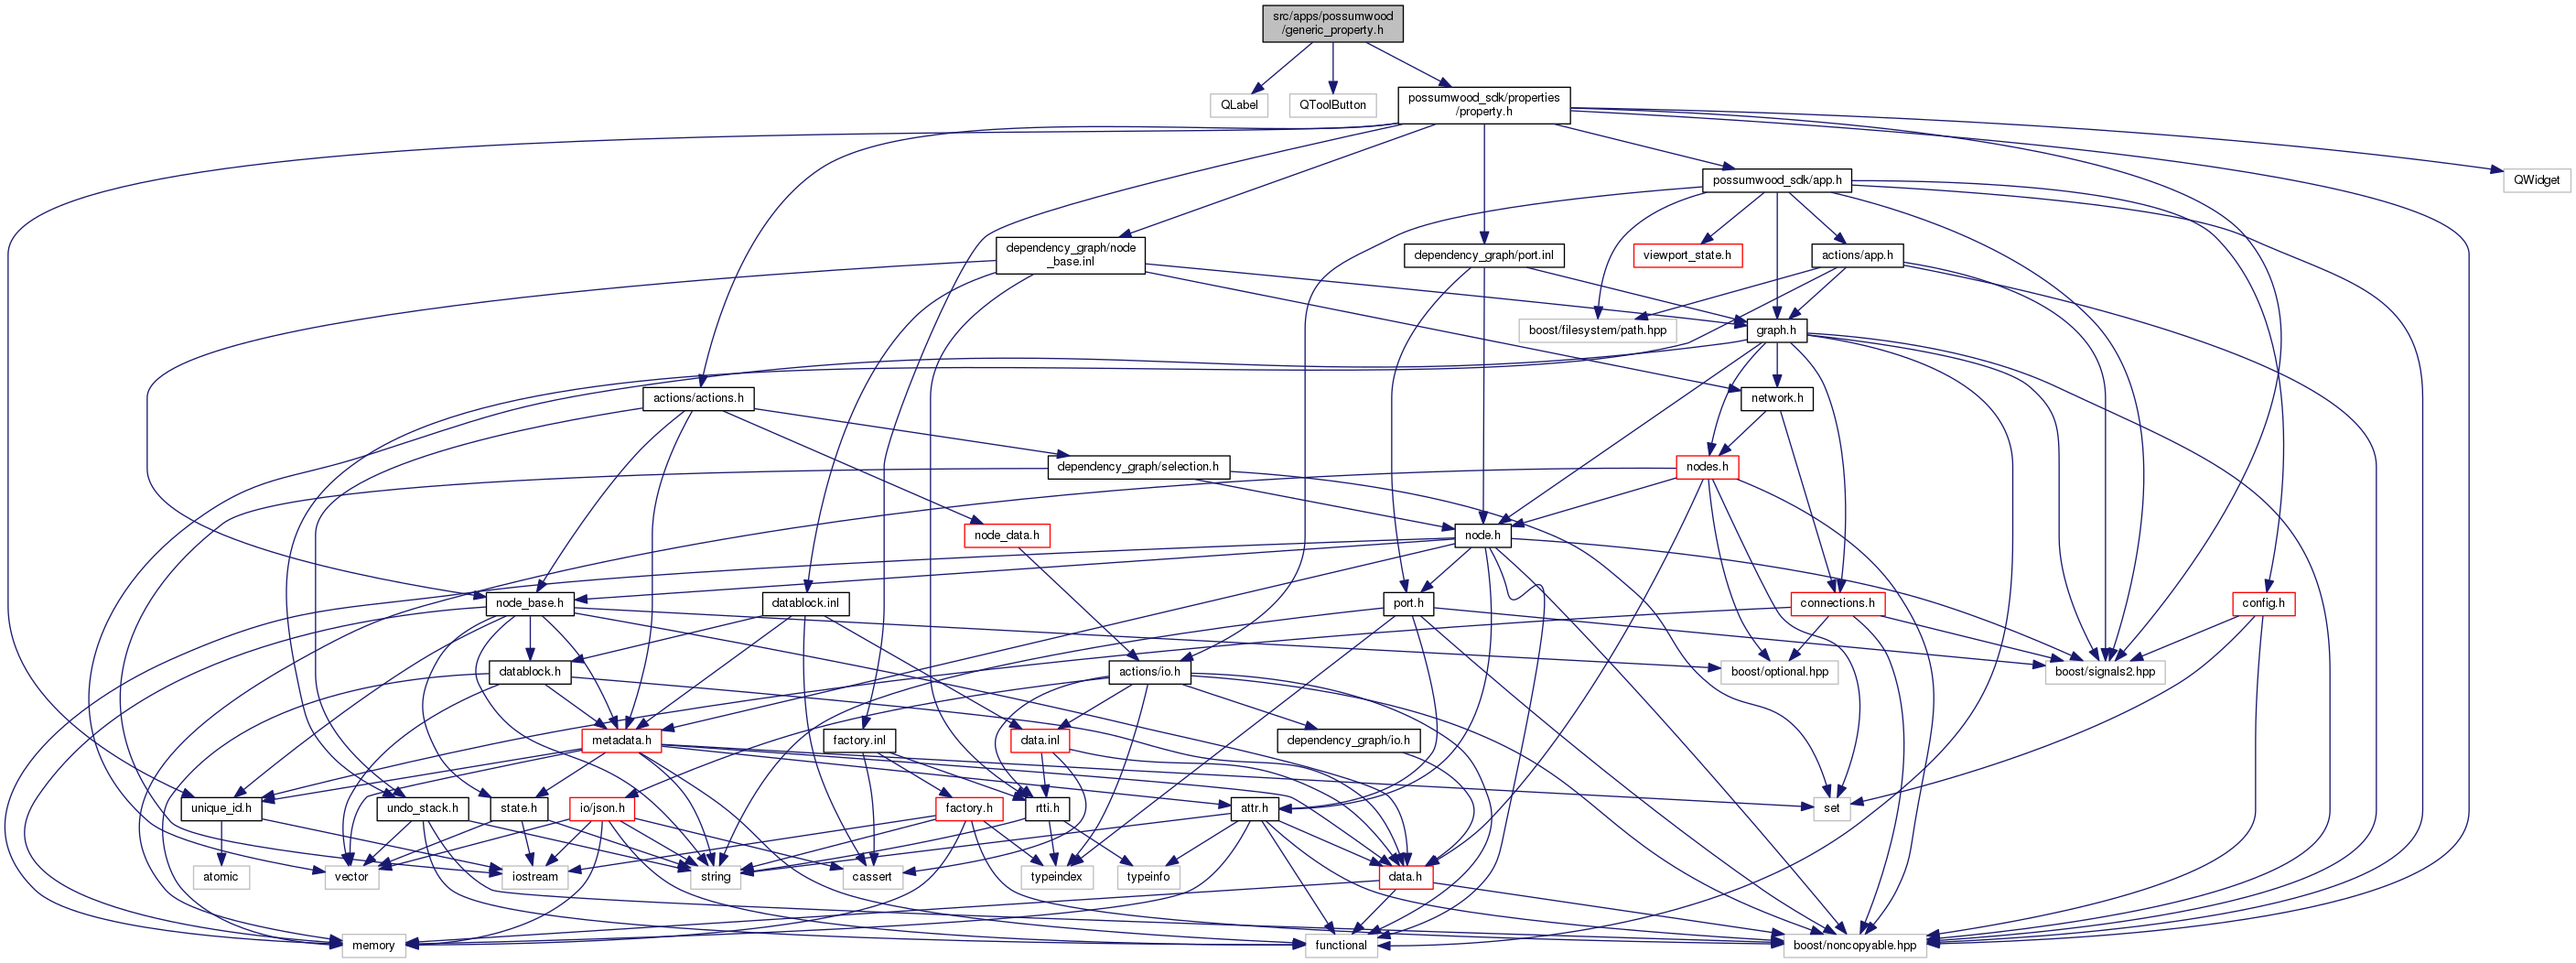 src/apps/possumwood
/generic_property.h
QLabel
QToolButton
possumwood_sdk/properties
/property.h
possumwood_sdk/app.h
QWidget
dependency_graph/node
_base.inl
dependency_graph/port.inl
viewport_state.h
actions/app.h
boost/filesystem/path.hpp
graph.h
actions/actions.h
network.h
dependency_graph/selection.h
nodes.h
node_data.h
node.h
node_base.h
datablock.inl
port.h
connections.h
config.h
datablock.h
actions/io.h
boost/optional.hpp
boost/signals2.hpp
metadata.h
factory.inl
data.inl
dependency_graph/io.h
unique_id.h
undo_stack.h
state.h
io/json.h
factory.h
rtti.h
attr.h
set
atomic
vector
iostream
string
cassert
typeindex
typeinfo
data.h
memory
functional
boost/noncopyable.hpp